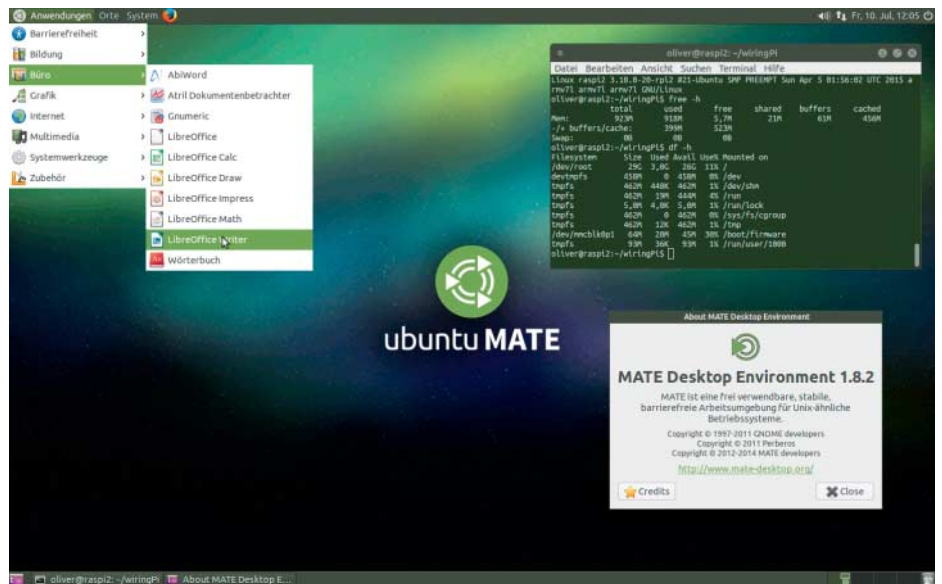 Anwendungen Orte System
Fr, 10. Jul, 12:05
Barrierefreiheit
Bildung
Büro
Grafik
Internet
Multimedia
Systemwerkzeuge
Zubehör
AbiWord
Atril Dokumentenbetrachter
Gnumeric
LibreOffice
LibreOffice Calc
LibreOffice Draw
LibreOffice Impress
LibreOffice Math
LibreOffice Writer
Wörterbuch
oliver@raspi2: ~/wiringPi
Datei Bearbeiten Ansicht Suchen Terminal Hilfe
Linux raspi2 3.18.0-20-rpi2 #21-Ubuntu SMP PREEMPT Sun Apr 5 01:56:02 UTC 2015 a
rmv7l armv7l armv7l GNU/Linux
oliver@raspi2:~/wiringPi$ free -h
total used free shared buffers cached
Mem: 923M 918M 5,7M 21M 61M 456M
-/+ buffers/cache: 399M 523M
Swap: 0B 0B 0B
oliver@raspi2:~/wiringPi$ df -h
Filesystem Size Used Avail Use% Mounted on
/dev/root 29G 3,0G 26G 11% /
devtmpfs 458M 0 458M 0% /dev
tmpfs 462M 448K 462M 1% /dev/shm
tmpfs 462M 19M 444M 4% /run
tmpfs 5,0M 4,0K 5,0M 1% /run/lock
tmpfs 462M 0 462M 0% /sys/fs/cgroup
tmpfs 462M 12K 462M 1% /tmp
/dev/mmcblk0p1 64M 20M 45M 30% /boot/firmware
tmpfs 93M 36K 93M 1% /run/user/1000
oliver@raspi2:~/wiringPi$
ubuntu MATE
About MATE Desktop Environment
MATE Desktop Environment 1.8.2
MATE ist eine frei verwendbare, stabile,
barrierefreie Arbeitsumgebung für Unix-ähnliche
Betriebssysteme.
Copyright © 1997-2011 GNOME developers
Copyright © 2011 Perberos
Copyright © 2012-2014 MATE developers
http://www.mate-desktop.org/
Credits
Close
oliver@raspi2: ~/wiringPi
About MATE Desktop E...